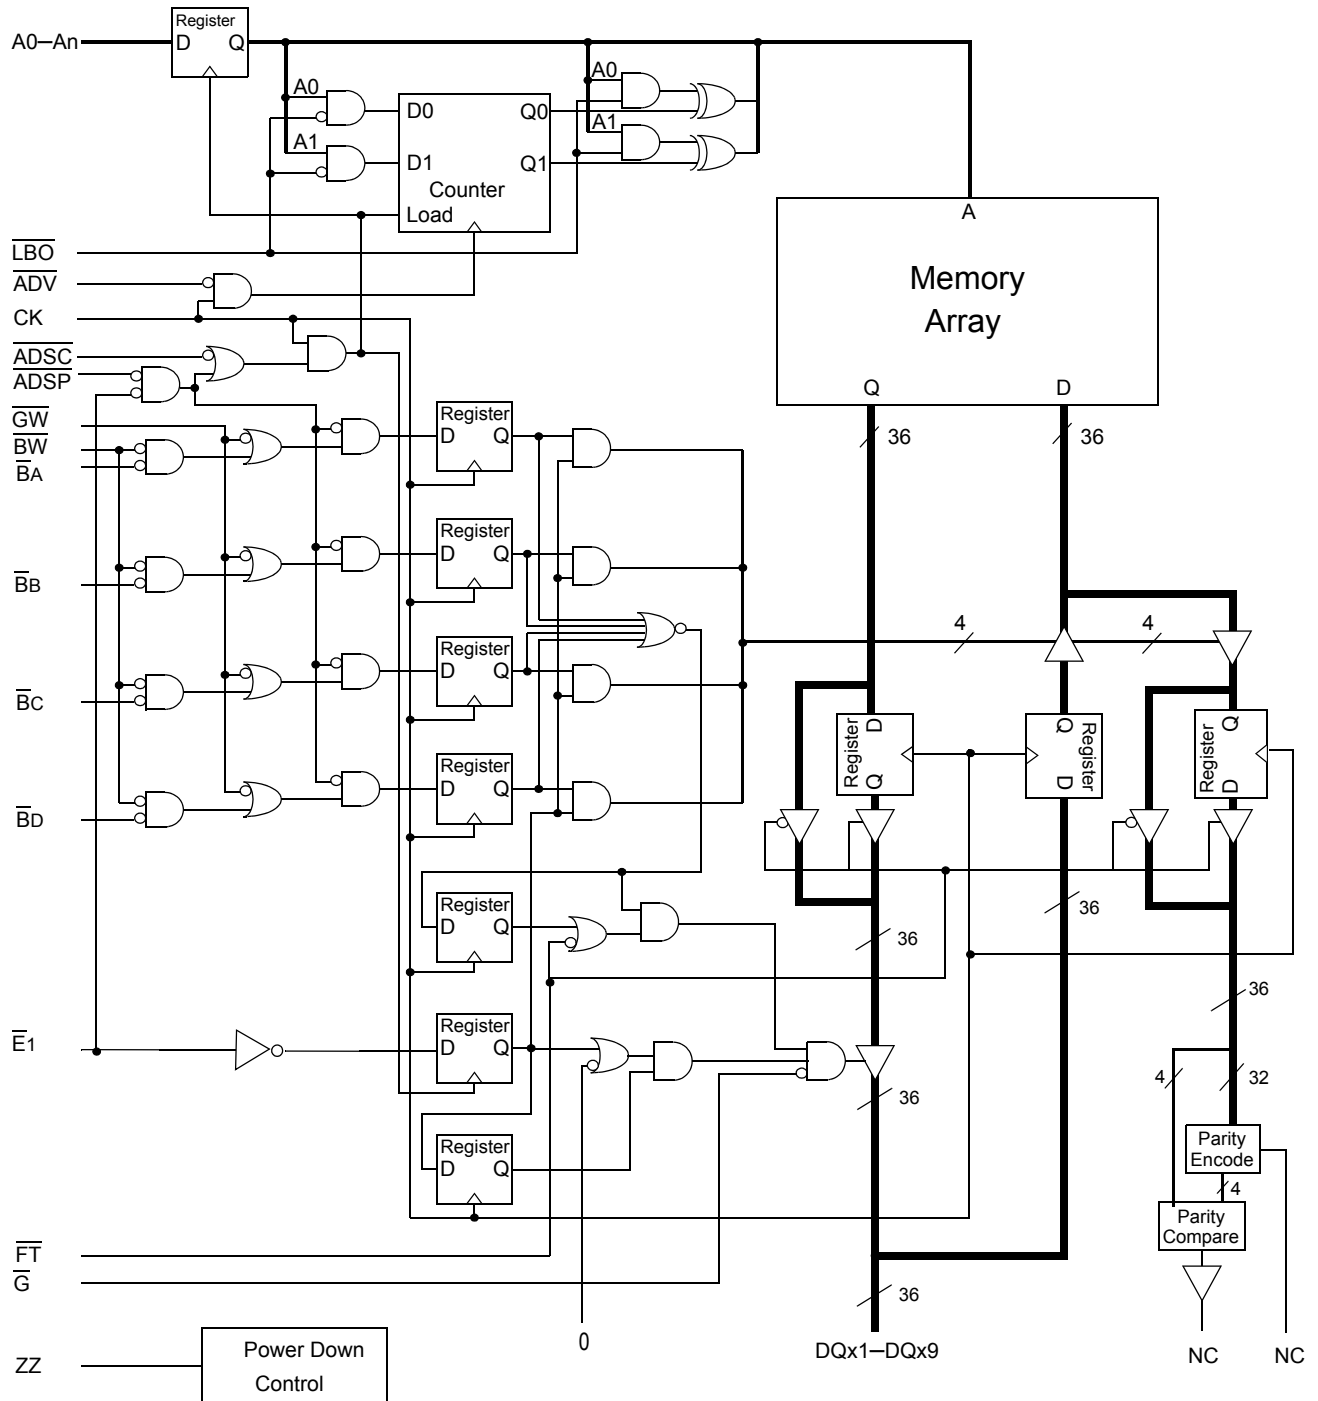 Register
A0–An
D Q
A0
A0
D0
Q0
A1
A1
D1
Q1
Counter
Load
A
LBO
ADV
Memory
Array
CK
ADSC
ADSP
Q
D
GW
BW
BA
Register
D Q
36
36
Register
D Q
BB
4
4
Register
D Q
BC
D
Q
Register
Q
D
Register
Q
D
Register
Register
D Q
BD
Register
D Q
36
36
36
Register
D Q
E1
4
32
36
Register
D Q
Parity
Encode
4
Parity
Compare
FT
G
36
0
DQx1–DQx9
NC
NC
ZZ
Power Down
Control